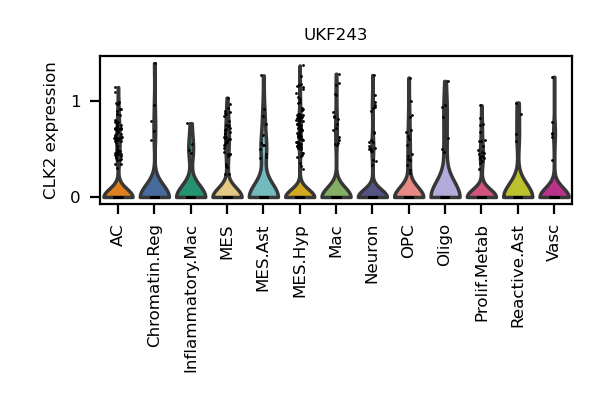 UKF243
CLK2 expression
1
0
AC
Chromatin.Reg
Inflammatory.Mac
MES
MES.Ast
MES.Hyp
Mac
Neuron
OPC
Oligo
Prolif.Metab
Reactive.Ast
Vasc